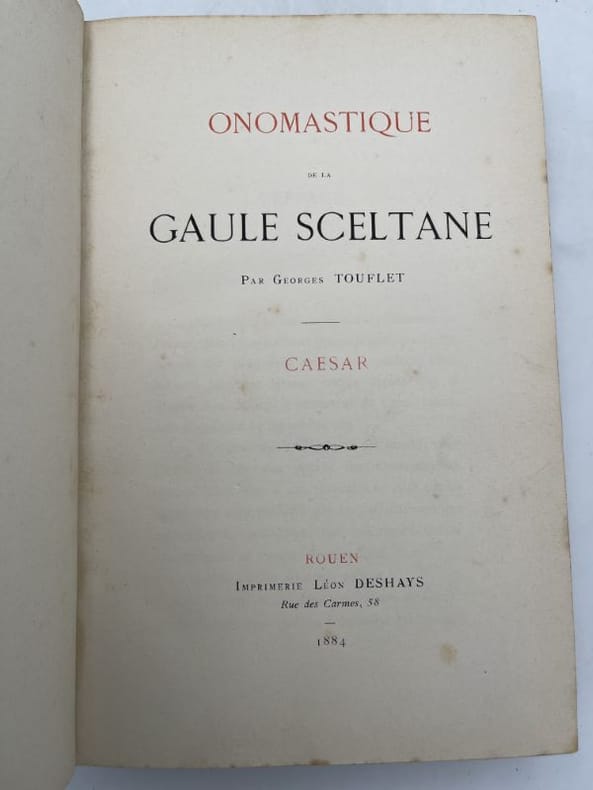 ONOMASTIQUE
DE LA
GAULE SCELTANE
PAR GEORGES TOUFLET
CAESAR
ROUEN
IMPRIMERIE LÉON DESHAYS
Rue des Carmes, 58
1884